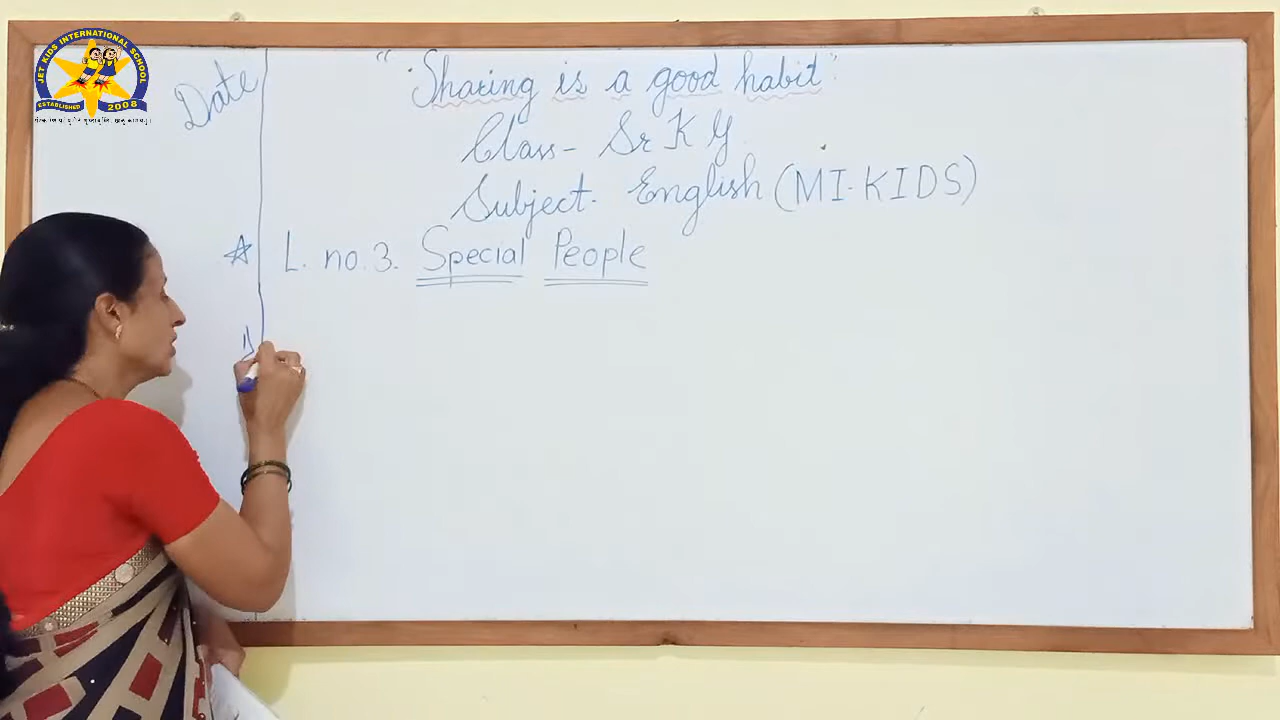 JET KIDS INTERNATIONAL SCHOOL
ESTABLISHED 2008
Date
"Sharing is a good habit"
Class- Sr K G
Subject- English (MI-KIDS)
☆ L. no. 3. Special People
1)